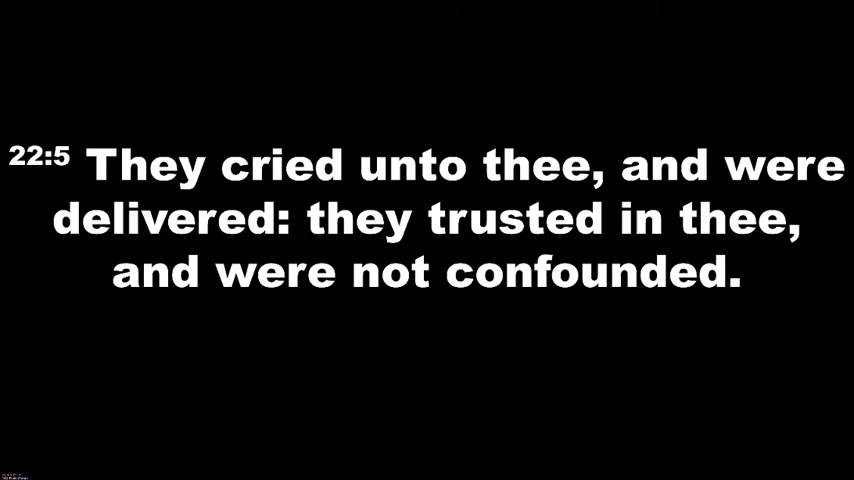 22:5 They cried unto thee, and were
delivered: they trusted in thee,
and were not confounded.